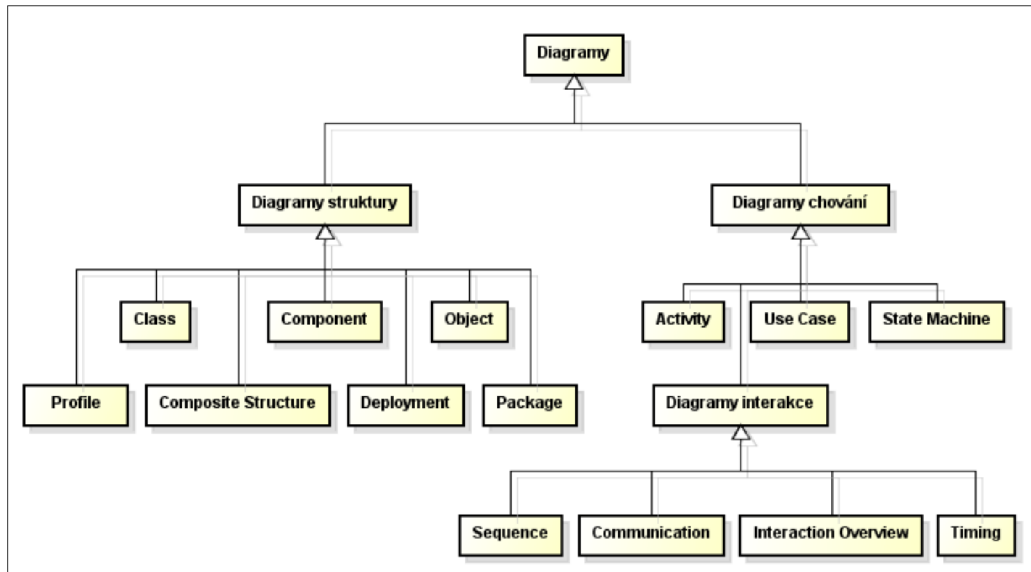 Diagramy
Diagramy struktury
Diagramy chování
Class
Component
Object
Activity
Use Case
State Machine
Profile
Composite Structure
Deployment
Package
Diagramy interakce
Sequence
Communication
Interaction Overview
Timing